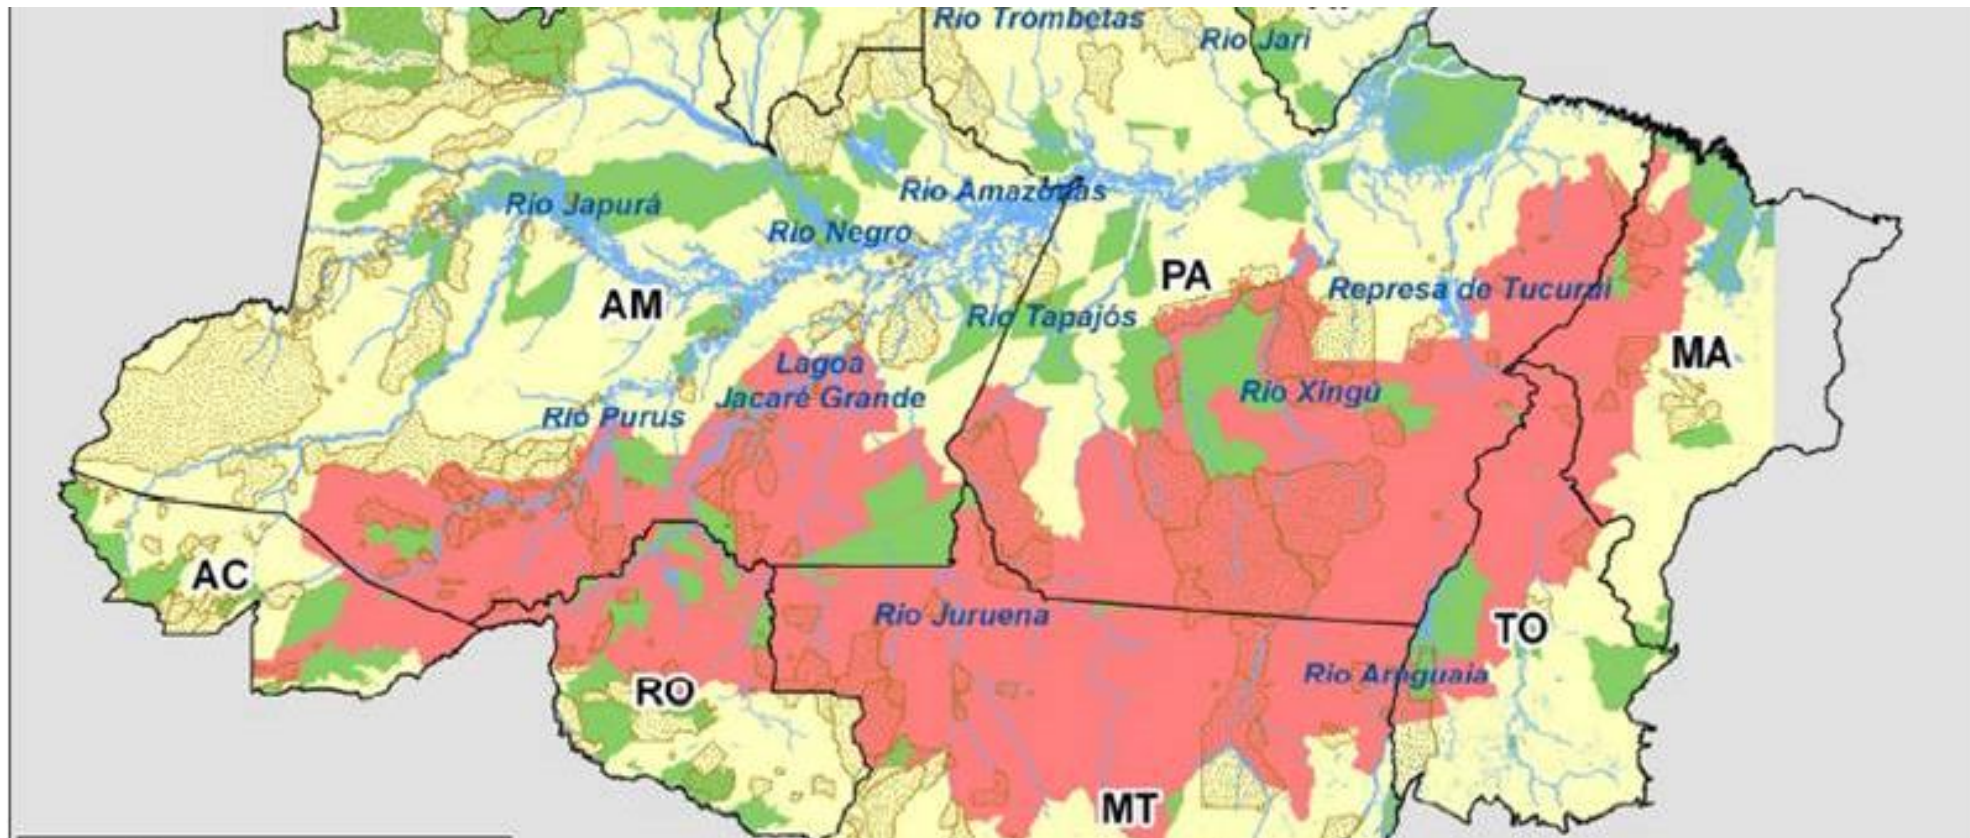 Rio Trombetas
Rio Jari
Rio Japurá
Rio Amazonas
Rio Negro
PA
AM
Represa de Tucuruí
Rio Tapajós
MA
Lagoa
Jacaré Grande
Rio Xingú
Rio Purus
AC
Rio Juruena
TO
Rio Araguaia
RO
MT